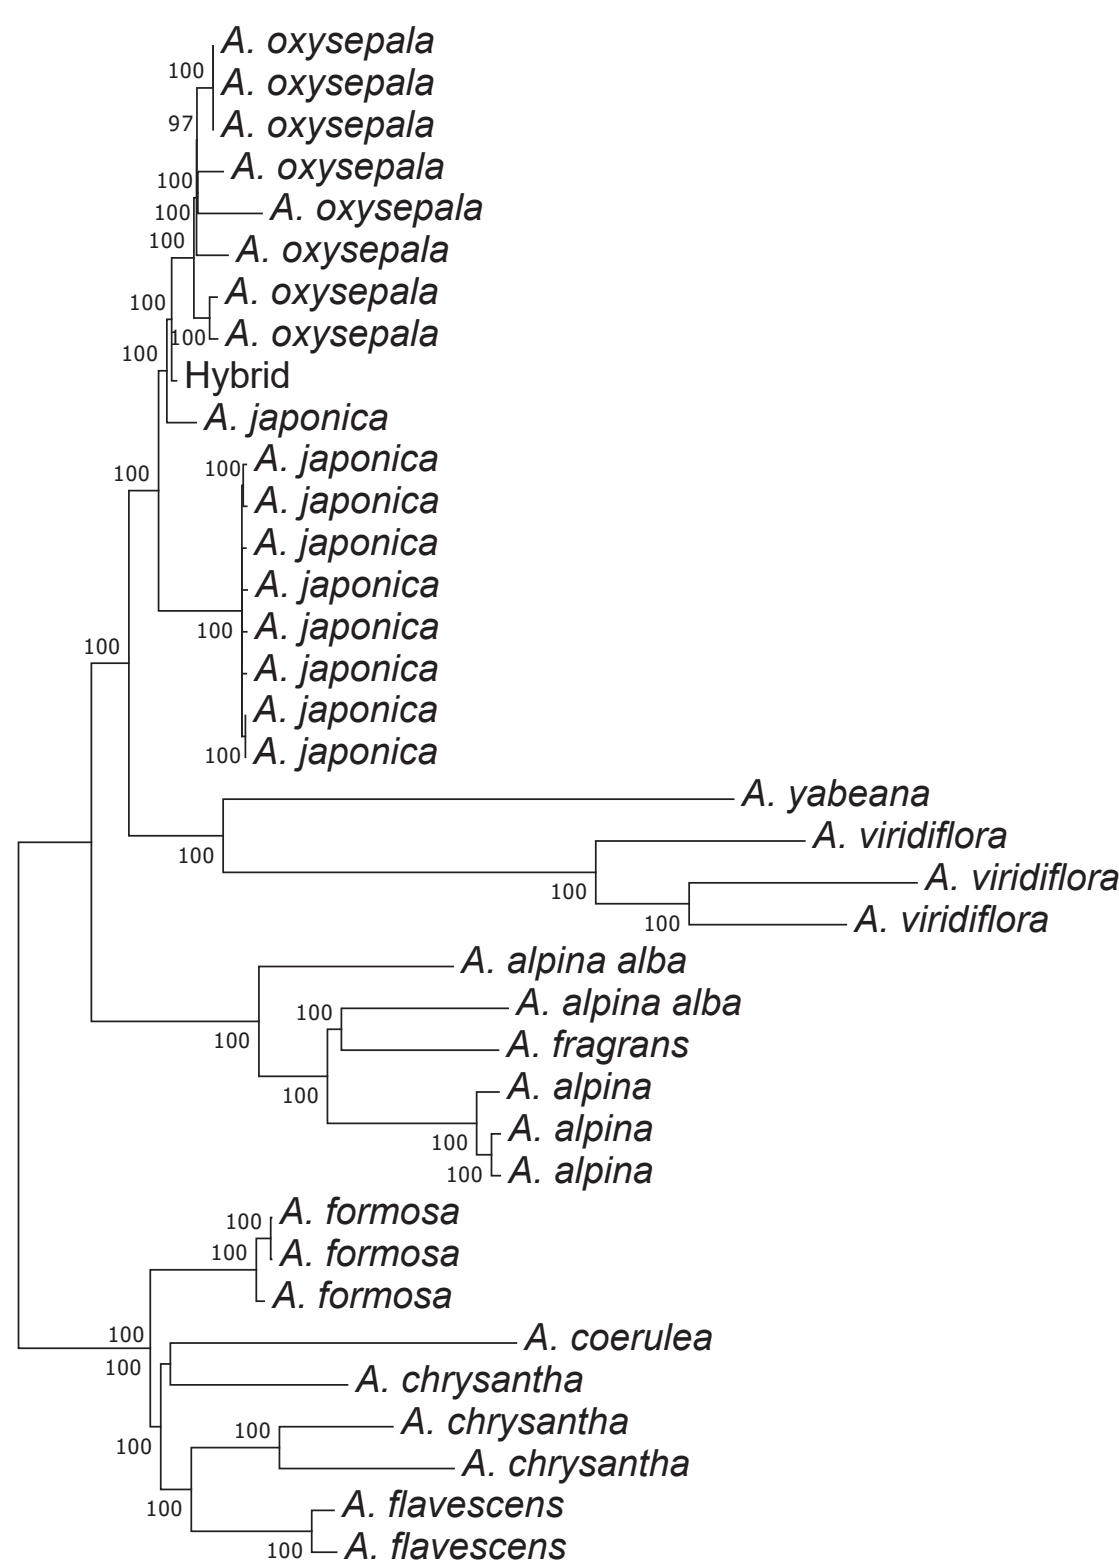 A. oxysepala
100
A. oxysepala
97
A. oxysepala
100
A. oxysepala
100
A. oxysepala
100
A. oxysepala
100
A. oxysepala
100
A. oxysepala
100
Hybrid
A. japonica
100
A. japonica
100
A. japonica
A. japonica
A. japonica
100
A. japonica
100
A. japonica
A. japonica
100
A. japonica
A. yabeana
100
A. viridiflora
100
A. viridiflora
100
A. viridiflora
A. alpina alba
100
A. alpina alba
100
A. fragrans
100
A. alpina
100
A. alpina
100
A. alpina
100
A. formosa
100
A. formosa
A. formosa
100
100
A. coerulea
A. chrysantha
100
A. chrysantha
100
A. chrysantha
100
A. flavescens
100
A. flavescens